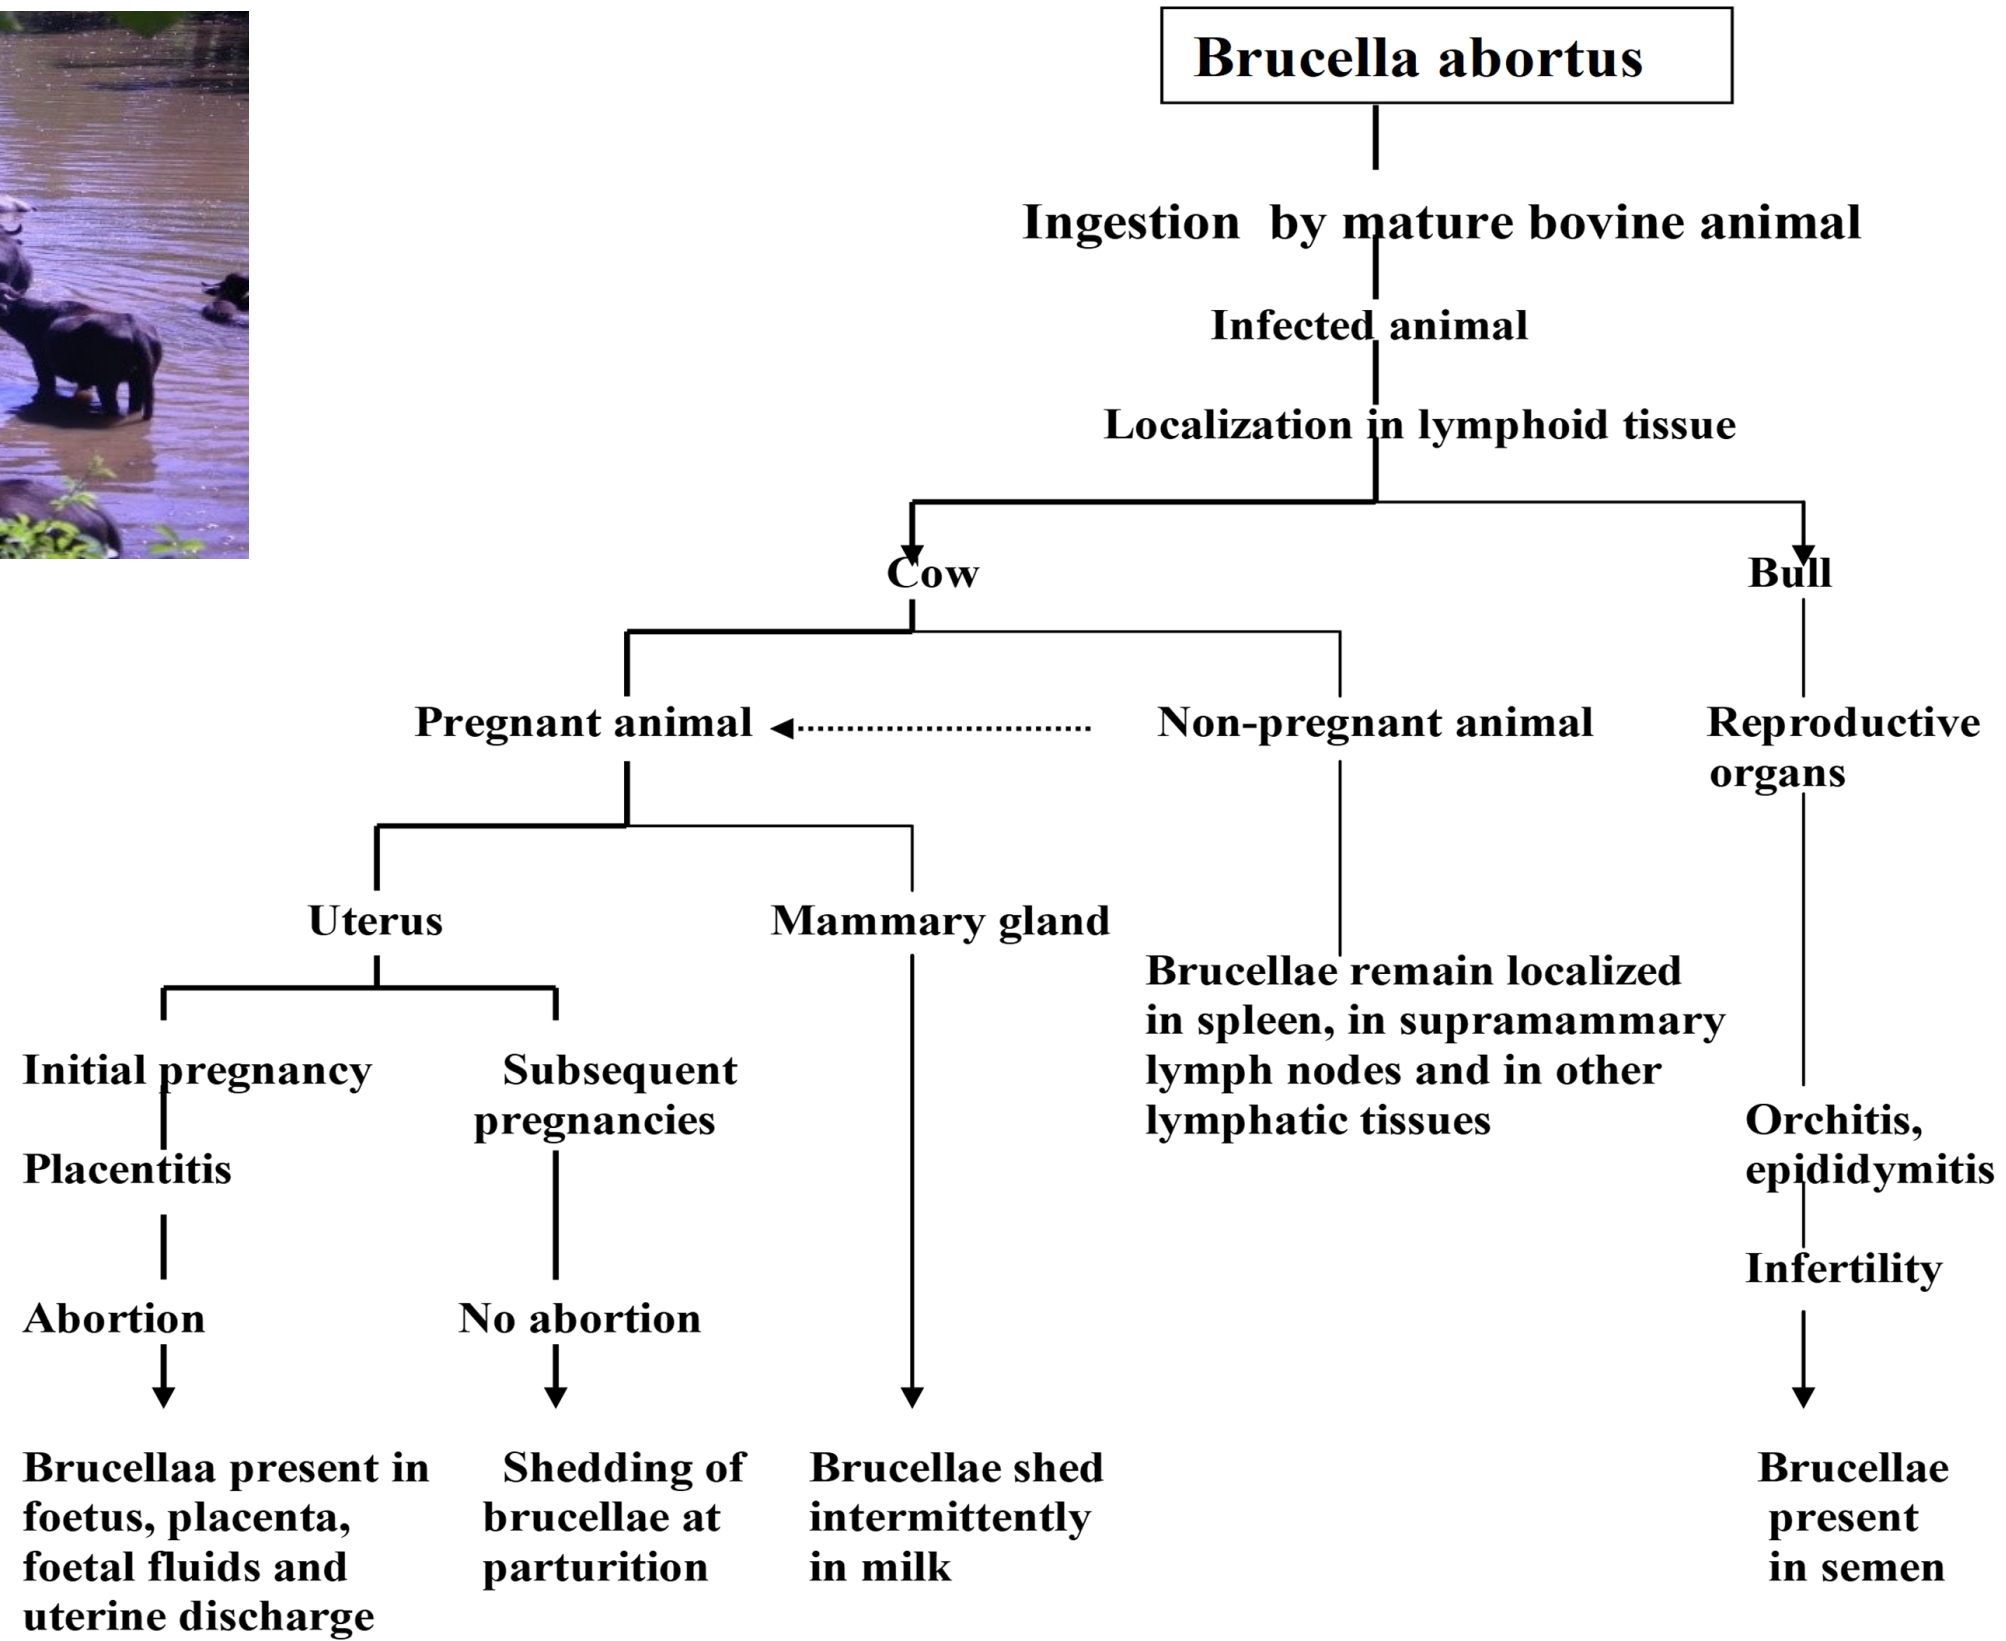 Brucella abortus
Ingestion by mature bovine animal
Infected animal
Localization in lymphoid tissue
Cow
Bull
Pregnant animal
Non-pregnant animal
Reproductive
organs
Uterus
Mammary gland
Brucellae remain localized
in spleen, in supramammary
lymph nodes and in other
lymphatic tissues
Initial pregnancy
Subsequent
pregnancies
Orchitis,
epididymitis
Placentitis
Infertility
Abortion
No abortion
Brucellaa present in
foetus, placenta,
foetal fluids and
uterine discharge
Shedding of
brucellae at
parturition
Brucellae shed
intermittently
in milk
Brucellae
present
in semen